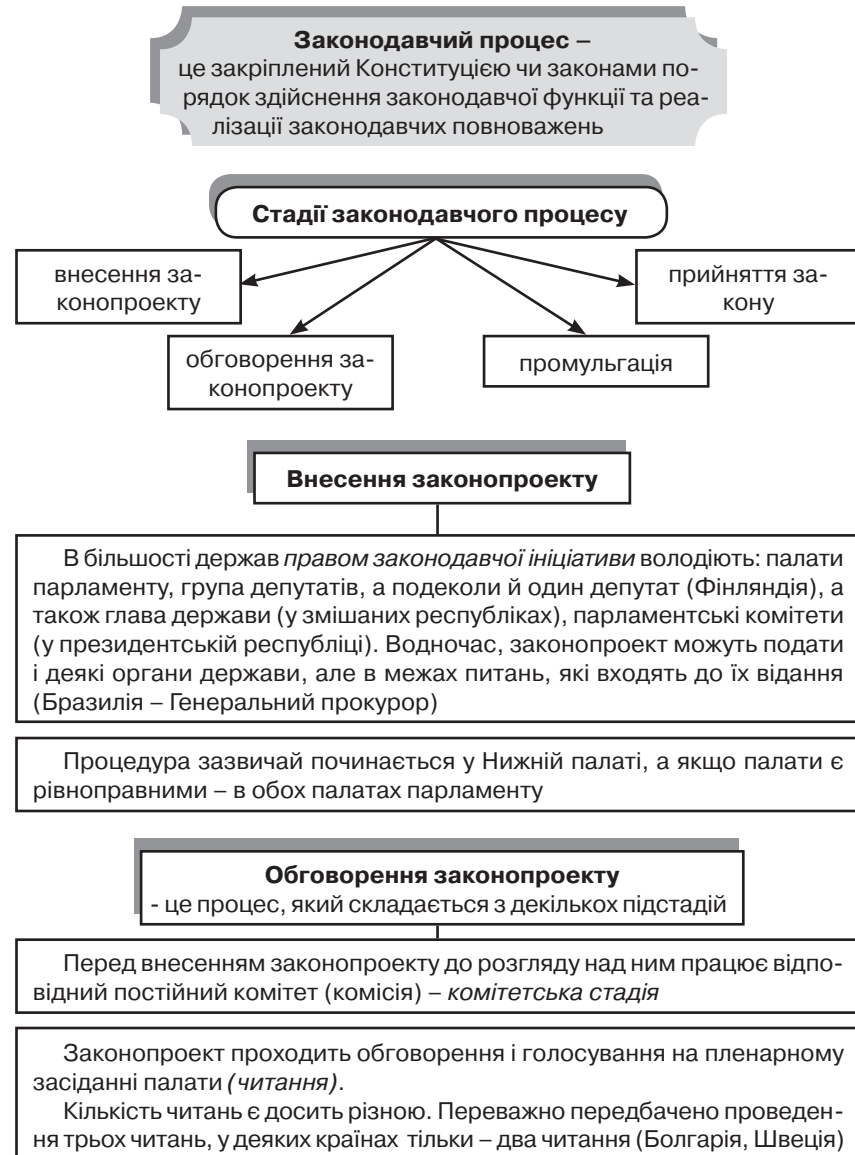 Законодавчий процес –
це закріплений Конституцією чи законами по-
рядок здійснення законодавчої функції та реа-
лізації законодавчих повноважень
Стадії законодавчого процесу
внесення за-
конопроекту
прийняття за-
кону
обговорення за-
конопроекту
промульгація
Внесення законопроекту
В більшості держав правом законодавчої ініціативи володіють: палати
парламенту, група депутатів, а подеколи й один депутат (Фінляндія), а
також глава держави (у змішаних республіках), парламентські комітети
(у президентській республіці). Водночас, законопроект можуть подати
і деякі органи держави, але в межах питань, які входять до їх відання
(Бразилія – Генеральний прокурор)
Процедура зазвичай починається у Нижній палаті, а якщо палати є
рівноправними – в обох палатах парламенту
Обговорення законопроекту
- це процес, який складається з декількох підстадій
Перед внесенням законопроекту до розгляду над ним працює відпо-
відний постійний комітет (комісія) – комітетська стадія
Законопроект проходить обговорення і голосування на пленарному
засіданні палати (читання).
Кількість читань є досить різною. Переважно передбачено проведен-
ня трьох читань, у деяких країнах тільки – два читання (Болгарія, Швеція)